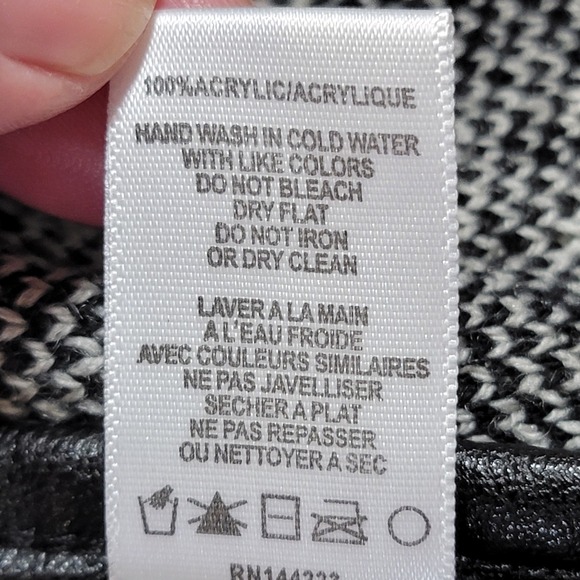 100%ACRYLIC/ACRYLIQUE
HAND WASH IN COLD WATER
WITH LIKE COLORS
DO NOT BLEACH
DRY FLAT
DO NOT IRON
OR DRY CLEAN
LAVER A LA MAIN
A L'EAU FROIDE
AVEC COULEURS SIMILAIRES
NE PAS JAVELLISER
SECHER A PLAT
NE PAS REPASSER
OU NETTOYER A SEC
RN144333